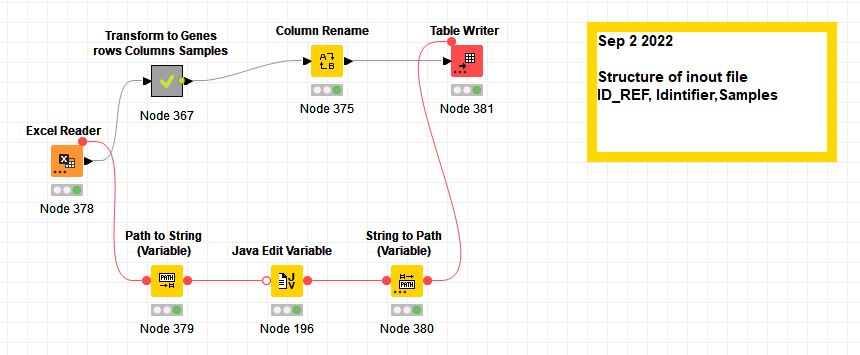 Transform to Genes
rows Columns Samples
Node 367
Column Rename
A
B
Node 375
Table Writer
Node 381
Sep 2 2022
Structure of inout file
ID_REF, Idintifier,Samples
Excel Reader
X
Node 378
Path to String
(Variable)
PATH
Node 379
Java Edit Variable
J
V
Node 196
String to Path
(Variable)
PATH
Node 380